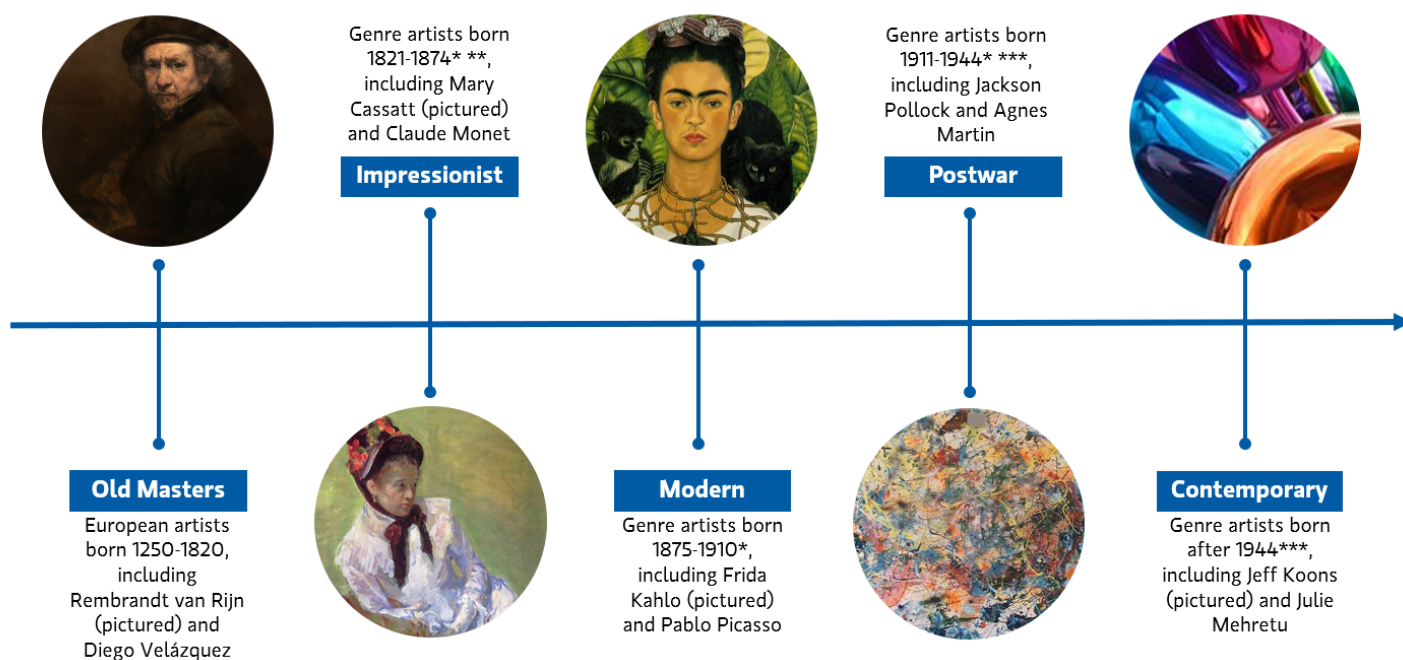 Old Masters
European artists
born 1250-1820,
including
Rembrandt van Rijn
(pictured) and
Diego Velázquez
Genre artists born
1821-1874* **,
including Mary
Cassatt (pictured)
and Claude Monet
Impressionist
Modern
Genre artists born
1875-1910*,
including Frida
Kahlo (pictured)
and Pablo Picasso
Genre artists born
1911-1944* ***,
including Jackson
Pollock and Agnes
Martin
Postwar
Contemporary
Genre artists born
after 1944***,
including Jeff Koons
(pictured) and Julie
Mehretu